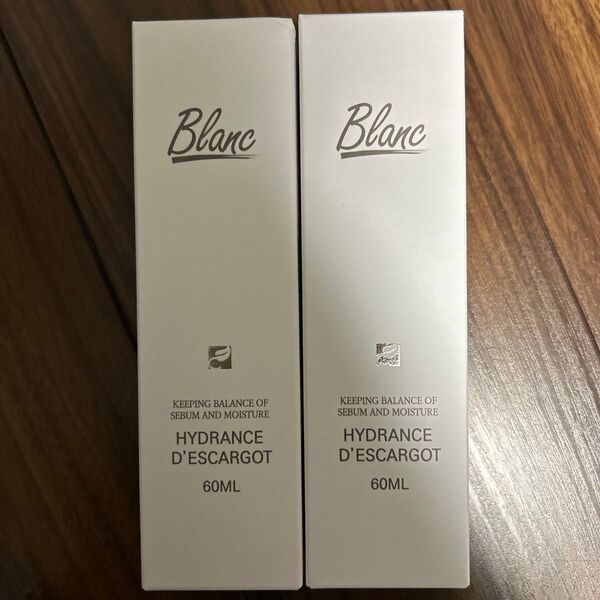 Blanc
KEEPING BALANCE OF
SEBUM AND MOISTURE
HYDRANCE
D'ESCARGOT
60ML
Blanc
KEEPING BALANCE OF
SEBUM AND MOISTURE
HYDRANCE
D'ESCARGOT
60ML